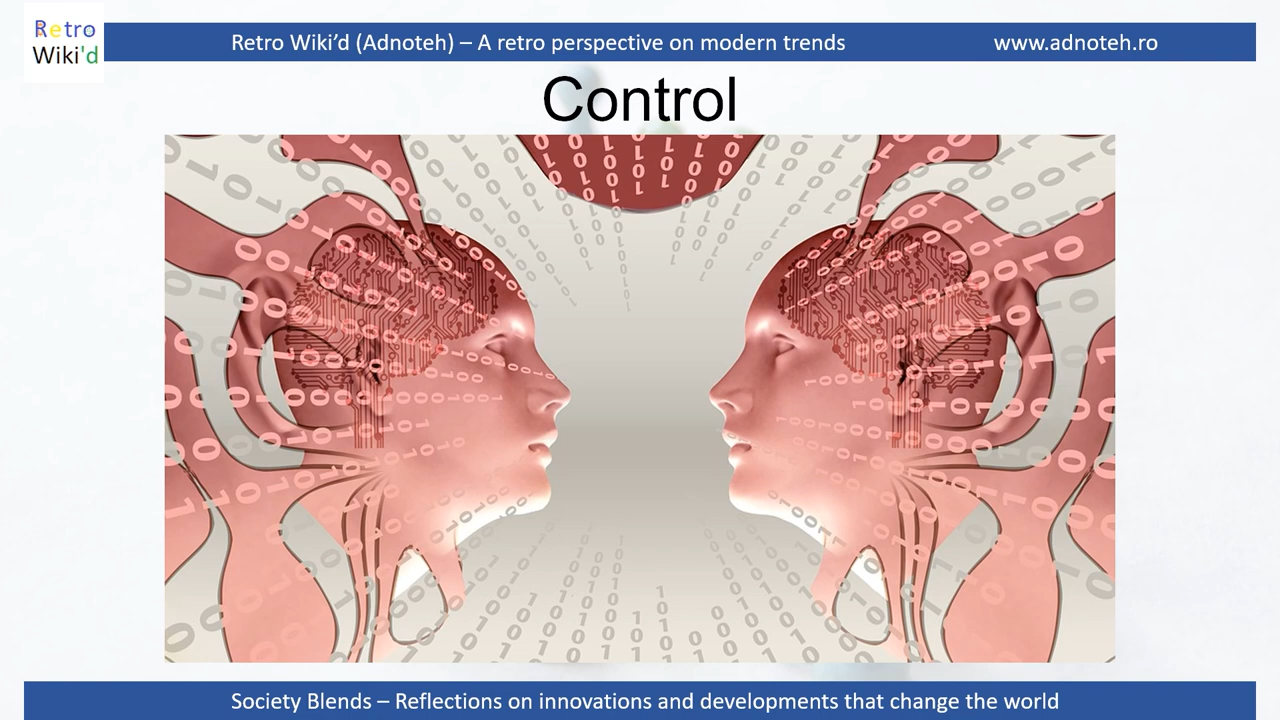 Retro
Wiki'd
Retro Wiki’d (Adnoteh) – A retro perspective on modern trends
www.adnoteh.ro
Control
Society Blends – Reflections on innovations and developments that change the world